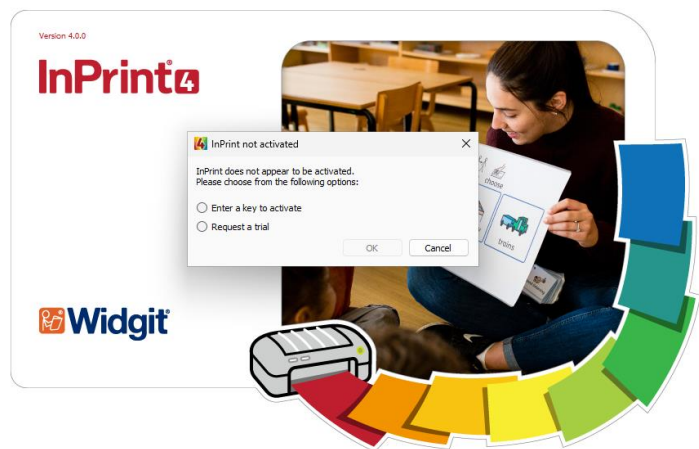 Version 4.0.0
InPrint 4
InPrint not activated
InPrint does not appear to be activated.
Please choose from the following options:
Enter a key to activate
Request a trial
OK
Cancel
choose
trains
Widgit